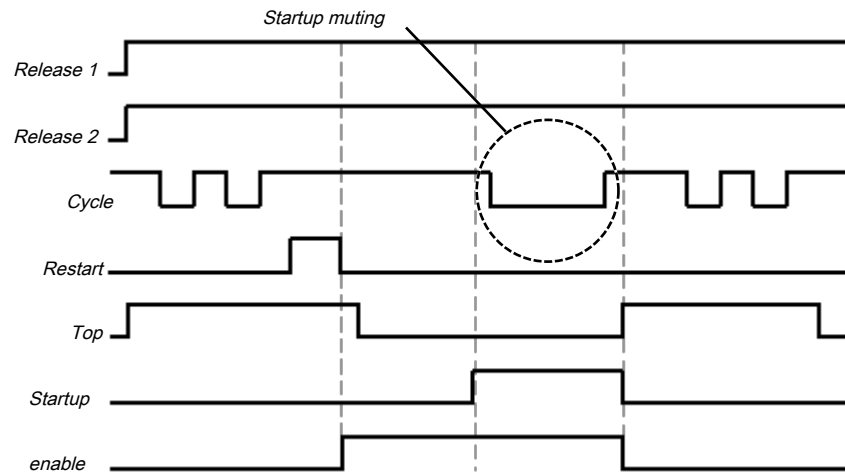 Startup muting
Release 1
Release 2
Cycle
Restart
Top
Startup
enable